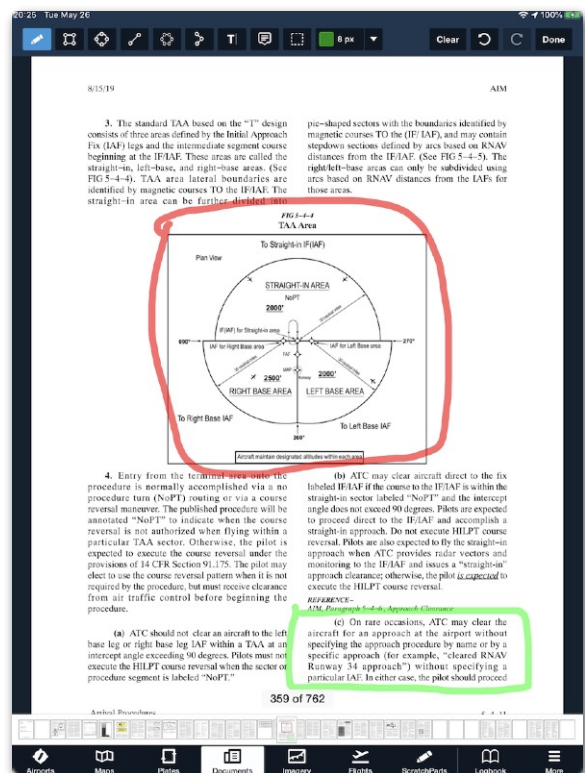 20:25 Tue May 26
100%
T
8 px
Clear
Done
8/15/19
AIM
3. The standard TAA based on the “T” design
consists of three areas defined by the Initial Approach
Fix (IAF) legs and the intermediate segment course
beginning at the IF/IAF. These areas are called the
straight-in, left-base, and right-base areas. (See
FIG 5-4-4). TAA area lateral boundaries are
identified by magnetic courses TO the IF/IAF. The
straight-in area can be further divided into
pie-shaped sectors with the boundaries identified by
magnetic courses TO the (IF/ IAF), and may contain
stepdown sections defined by arcs based on RNAV
distances from the IF/IAF. (See FIG 5-4-5). The
right/left-base areas can only be subdivided using
arcs based on RNAV distances from the IAFs for
those areas.
FIG 5-4-4
TAA Area
To Straight-in IF(IAF)
Plan View
STRAIGHT-IN AREA
NoPT
2000'
IF(IAF) for Straight-in area
090°
270°
IAF for Right Base area
IAF for Left Base area
FAF
MAP
Runway
2500'
2000'
RIGHT BASE AREA
LEFT BASE AREA
To Right Base IAF
To Left Base IAF
360°
Aircraft maintain designated altitudes within each area
4. Entry from the terminal area onto the
procedure is normally accomplished via a no
procedure turn (NoPT) routing or via a course
reversal maneuver. The published procedure will be
annotated “NoPT” to indicate when the course
reversal is not authorized when flying within a
particular TAA sector. Otherwise, the pilot is
expected to execute the course reversal under the
provisions of 14 CFR Section 91.175. The pilot may
elect to use the course reversal pattern when it is not
required by the procedure, but must receive clearance
from air traffic control before beginning the
procedure.
(a) ATC should not clear an aircraft to the left
base leg or right base leg IAF within a TAA at an
intercept angle exceeding 90 degrees. Pilots must not
execute the HILPT course reversal when the sector or
procedure segment is labeled “NoPT.”
(b) ATC may clear aircraft direct to the fix
labeled IF/IAF if the course to the IF/IAF is within the
straight-in sector labeled “NoPT” and the intercept
angle does not exceed 90 degrees. Pilots are expected
to proceed direct to the IF/IAF and accomplish a
straight-in approach. Do not execute HILPT course
reversal. Pilots are also expected to fly the straight-in
approach when ATC provides radar vectors and
monitoring to the IF/IAF and issues a “straight-in”
approach clearance; otherwise, the pilot is expected to
execute the HILPT course reversal.
REFERENCE-
AIM, Paragraph 5-4-6, Approach Clearance
(c) On rare occasions, ATC may clear the
aircraft for an approach at the airport without
specifying the approach procedure by name or by a
specific approach (for example, “cleared RNAV
Runway 34 approach”) without specifying a
particular IAF. In either case, the pilot should proceed
359 of 762
Arrival Procedures
5-4-11
Airports
Maps
Plates
Documents
Imagery
Flights
ScratchPads
Logbook
More